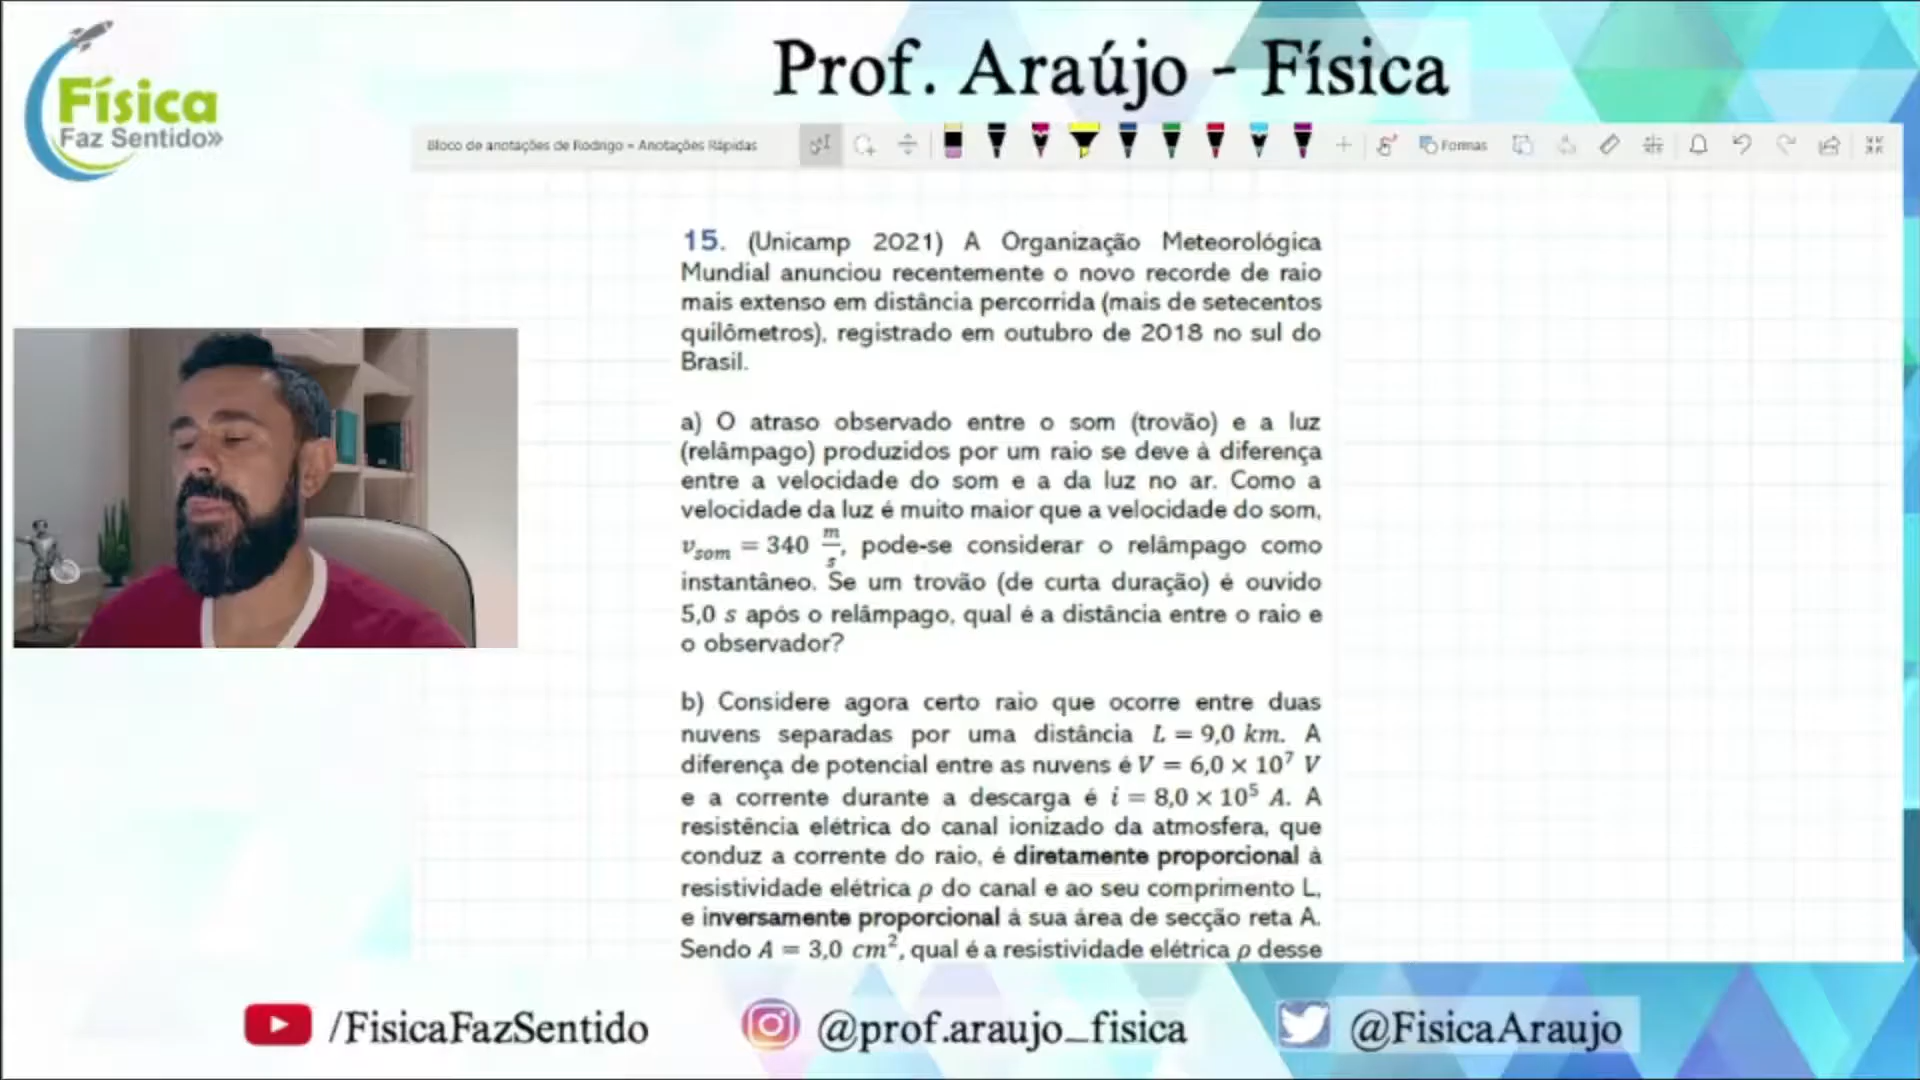 Prof. Araújo - Física
Física
Faz Sentido»
Bloco de anotações de Rodrigo - Anotações Rápidas
Formas
15. (Unicamp 2021) A Organização Meteorológica
Mundial anunciou recentemente o novo recorde de raio
mais extenso em distância percorrida (mais de setecentos
quilômetros), registrado em outubro de 2018 no sul do
Brasil.
a) O atraso observado entre o som (trovão) e a luz
(relâmpago) produzidos por um raio se deve à diferença
entre a velocidade do som e a da luz no ar. Como a
velocidade da luz é muito maior que a velocidade do som,
v_som = 340 m/s, pode-se considerar o relâmpago como
instantâneo. Se um trovão (de curta duração) é ouvido
5,0 s após o relâmpago, qual é a distância entre o raio e
o observador?
b) Considere agora certo raio que ocorre entre duas
nuvens separadas por uma distância L = 9,0 km. A
diferença de potencial entre as nuvens é V = 6,0 × 10⁷ V
e a corrente durante a descarga é i = 8,0 × 10⁵ A. A
resistência elétrica do canal ionizado da atmosfera, que
conduz a corrente do raio, é diretamente proporcional à
resistividade elétrica ρ do canal e ao seu comprimento L,
e inversamente proporcional à sua área de secção reta A.
Sendo A = 3,0 cm², qual é a resistividade elétrica ρ desse
/FisicaFazSentido
@prof.araujo_fisica
@FisicaAraujo